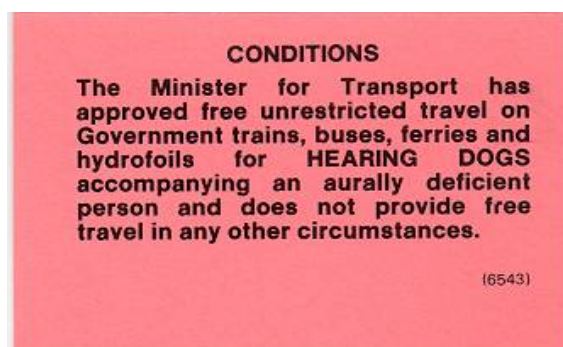 CONDITIONS
The Minister for Transport has
approved free unrestricted travel on
Government trains, buses, ferries and
hydrofoils for HEARING DOGS
accompanying an aurally deficient
person and does not provide free
travel in any other circumstances.
(6543)